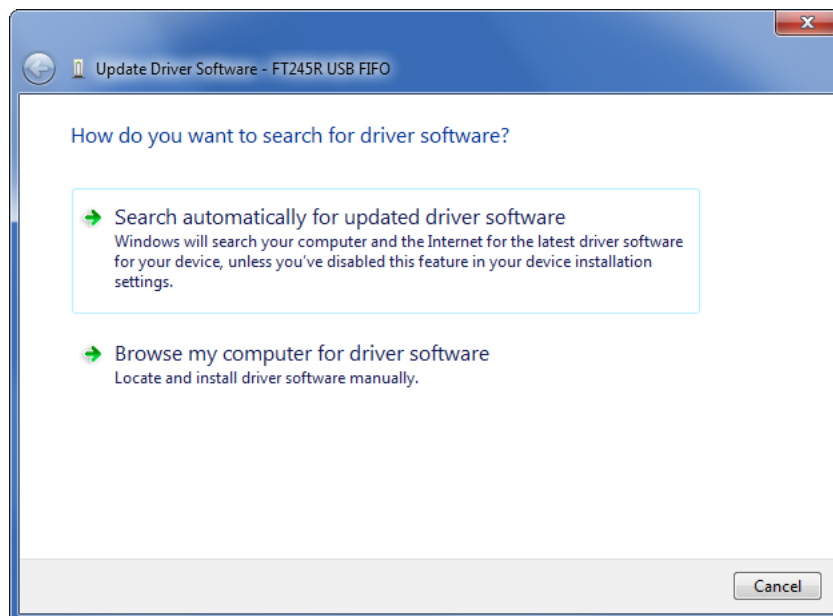 Update Driver Software - FT245R USB FIFO
How do you want to search for driver software?
Search automatically for updated driver software
Windows will search your computer and the Internet for the latest driver software
for your device, unless you've disabled this feature in your device installation
settings.
Browse my computer for driver software
Locate and install driver software manually.
Cancel